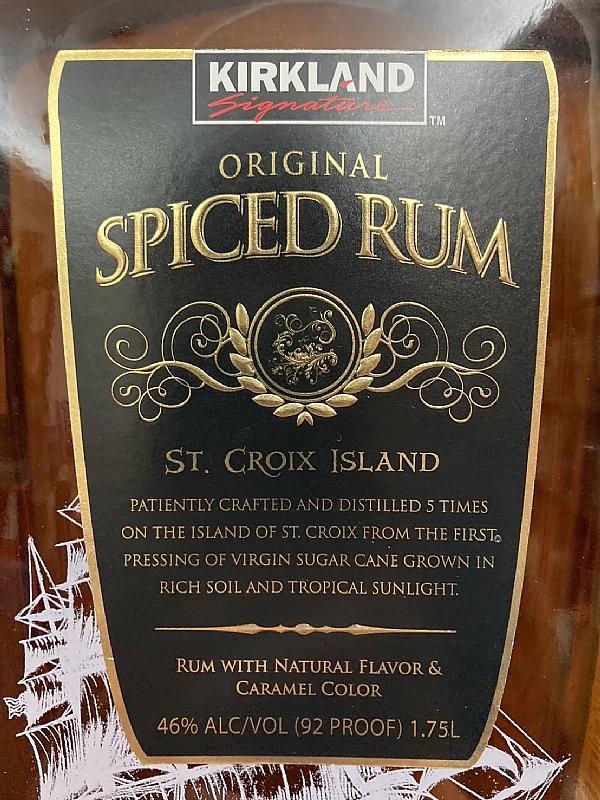 KIRKLAND
Signature
TM
ORIGINAL
SPICED RUM
ST. CROIX ISLAND
PATIENTLY CRAFTED AND DISTILLED 5 TIMES
ON THE ISLAND OF ST. CROIX FROM THE FIRST
PRESSING OF VIRGIN SUGAR CANE GROWN IN
RICH SOIL AND TROPICAL SUNLIGHT.
RUM WITH NATURAL FLAVOR &
CARAMEL COLOR
46% ALC/VOL (92 PROOF) 1.75L